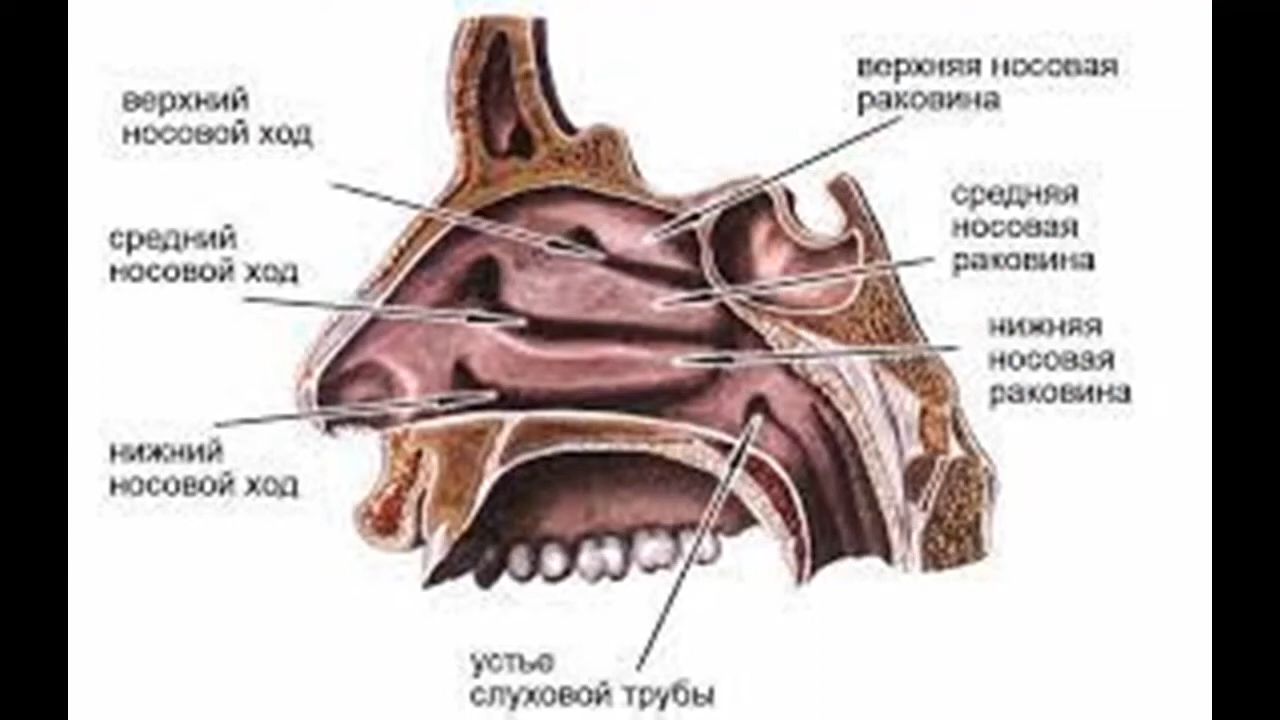 верхний
носовой ход
средний
носовой ход
нижний
носовой ход
верхняя носовая
раковина
средняя
носовая
раковина
нижняя
носовая
раковина
устье
слуховой трубы